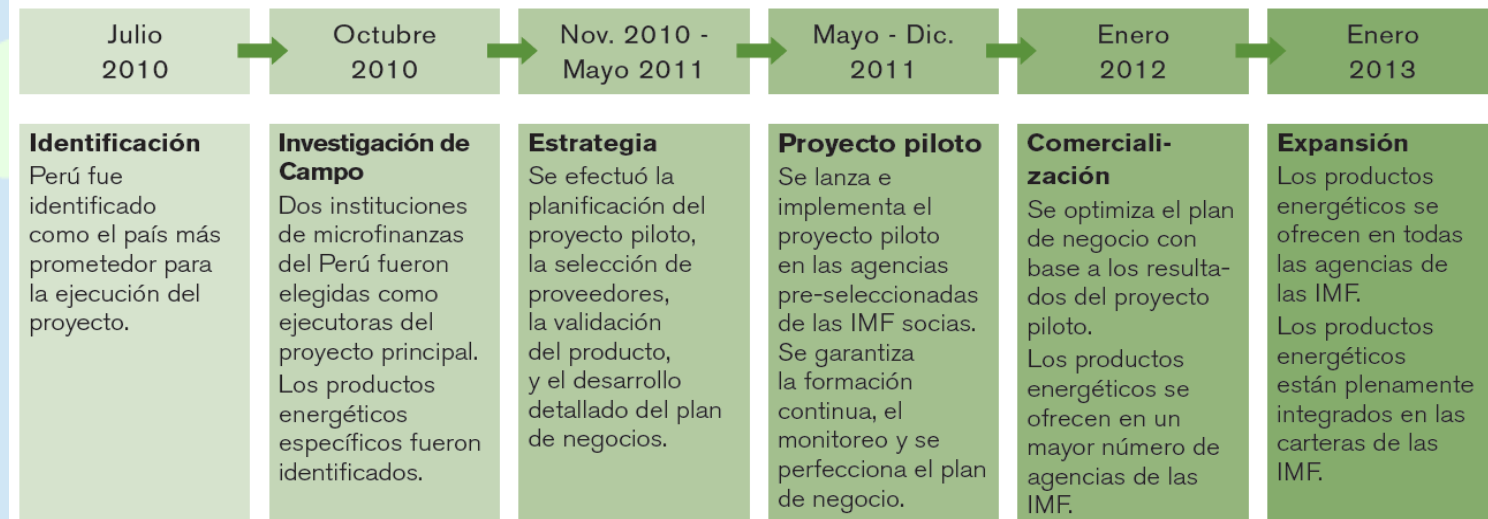 Julio
2010
Octubre
2010
Nov. 2010 -
Mayo 2011
Mayo - Dic.
2011
Enero
2012
Enero
2013
Identificación
Perú fue
identificado
como el país más
prometedor para
la ejecución del
proyecto.
Investigación de
Campo
Dos instituciones
de microfinanzas
del Perú fueron
elegidas como
ejecutoras del
proyecto principal.
Los productos
energéticos
específicos fueron
identificados.
Estrategia
Se efectuó la
planificación del
proyecto piloto,
la selección de
proveedores,
la validación
del producto,
y el desarrollo
detallado del plan
de negocios.
Proyecto piloto
Se lanza e
implementa el
proyecto piloto
en las agencias
pre-seleccionadas
de las IMF socias.
Se garantiza
la formación
continua, el
monitoreo y se
perfecciona el plan
de negocio.
Comerciali-
zación
Se optimiza el plan
de negocio con
base a los resulta-
dos del proyecto
piloto.
Los productos
energéticos se
ofrecen en un
mayor número de
agencias de las
IMF.
Expansión
Los productos
energéticos se
ofrecen en todas
las agencias de
las IMF.
Los productos
energéticos
están plenamente
integrados en las
carteras de las
IMF.